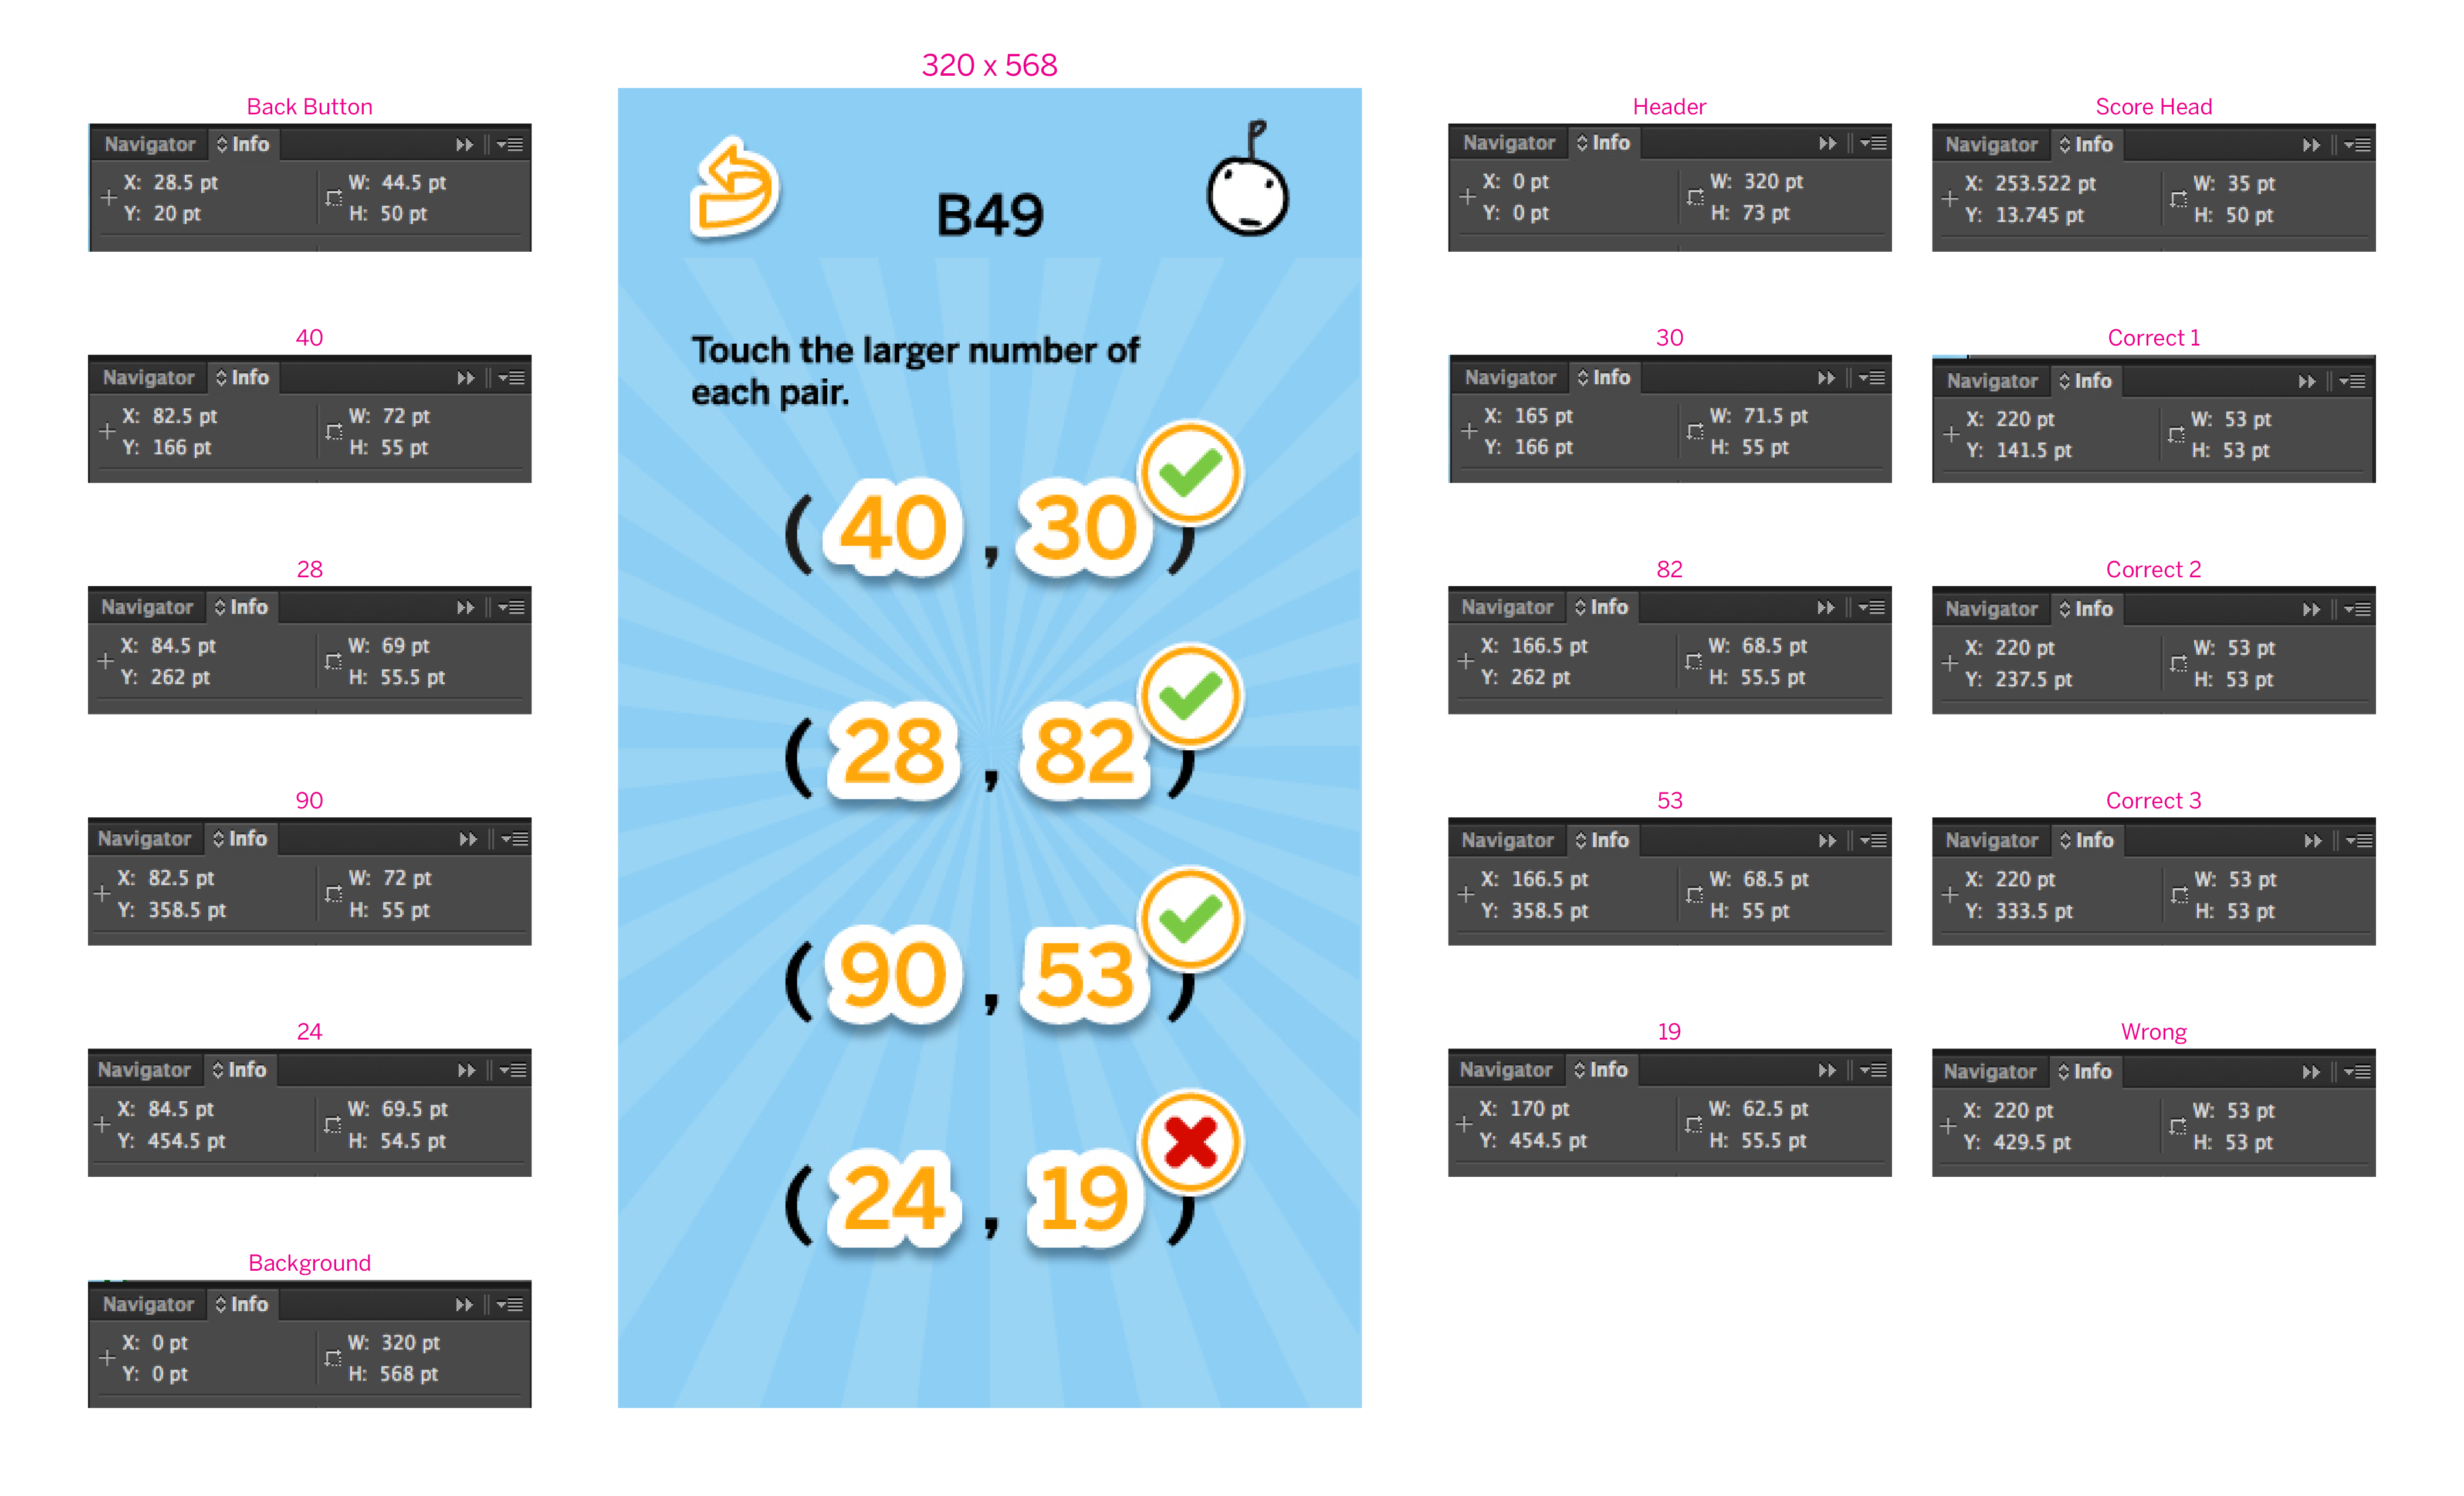 320 x 568
Back Button
Navigator Info
X: 28.5 pt W: 44.5 pt
Y: 20 pt H: 50 pt
40
Navigator Info
X: 82.5 pt W: 72 pt
Y: 166 pt H: 55 pt
28
Navigator Info
X: 84.5 pt W: 69 pt
Y: 262 pt H: 55.5 pt
90
Navigator Info
X: 82.5 pt W: 72 pt
Y: 358.5 pt H: 55 pt
24
Navigator Info
X: 84.5 pt W: 69.5 pt
Y: 454.5 pt H: 54.5 pt
Background
Navigator Info
X: 0 pt W: 320 pt
Y: 0 pt H: 568 pt
B49
Touch the larger number of
each pair.
(40, 30)
(28, 82)
(90, 53)
(24, 19)
Header
Navigator Info
X: 0 pt W: 320 pt
Y: 0 pt H: 73 pt
30
Navigator Info
X: 165 pt W: 71.5 pt
Y: 166 pt H: 55 pt
82
Navigator Info
X: 166.5 pt W: 68.5 pt
Y: 262 pt H: 55.5 pt
53
Navigator Info
X: 166.5 pt W: 68.5 pt
Y: 358.5 pt H: 55 pt
19
Navigator Info
X: 170 pt W: 62.5 pt
Y: 454.5 pt H: 55.5 pt
Score Head
Navigator Info
X: 253.522 pt W: 35 pt
Y: 13.745 pt H: 50 pt
Correct 1
Navigator Info
X: 220 pt W: 53 pt
Y: 141.5 pt H: 53 pt
Correct 2
Navigator Info
X: 220 pt W: 53 pt
Y: 237.5 pt H: 53 pt
Correct 3
Navigator Info
X: 220 pt W: 53 pt
Y: 333.5 pt H: 53 pt
Wrong
Navigator Info
X: 220 pt W: 53 pt
Y: 429.5 pt H: 53 pt